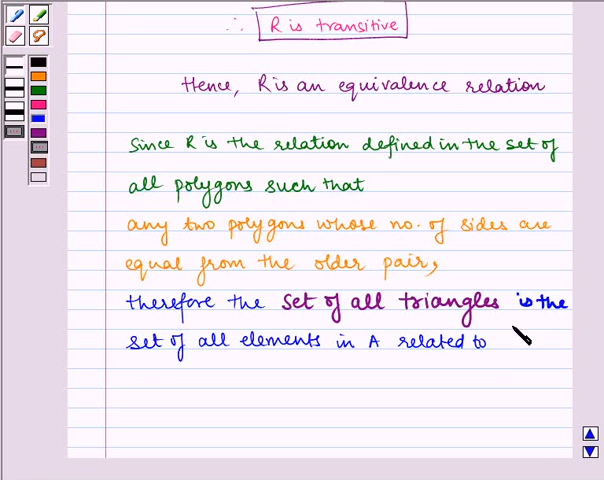 ∴ R is transitive
Hence, R is an equivalence relation
Since R is the relation defined in the set of
all polygons such that
any two polygons whose no. of sides are
equal from the older pair,
therefore the set of all triangles is the
set of all elements in A related to